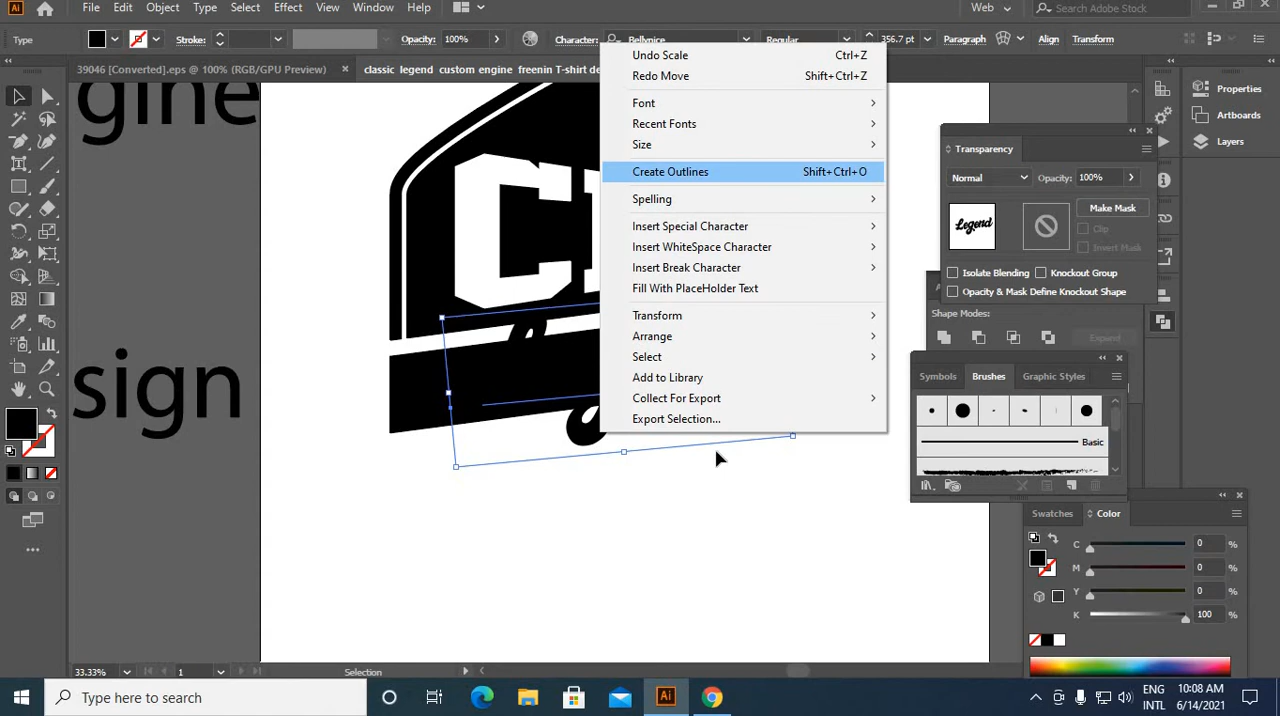 Ai
File Edit Object Type Select Effect View Window Help
Web
Search Adobe Stock
Type
Stroke:
Opacity: 100%
Character:
Bellynice
Regular
356.7 pt
Paragraph
Align
Transform
39046 [Converted].eps @ 100% (RGB/GPU Preview)
classic legend custom engine freenin T-shirt de
gine
sign
Undo Scale Ctrl+Z
Redo Move Shift+Ctrl+Z
Font
Recent Fonts
Size
Create Outlines Shift+Ctrl+O
Spelling
Insert Special Character
Insert WhiteSpace Character
Insert Break Character
Fill With PlaceHolder Text
Transform
Arrange
Select
Add to Library
Collect For Export
Export Selection...
Properties
Artboards
Layers
Transparency
Normal
Opacity: 100%
Legend
Make Mask
Clip
Invert Mask
Isolate Blending
Knockout Group
Opacity & Mask Define Knockout Shape
Shape Modes:
Expand
Symbols Brushes Graphic Styles
Basic
Swatches Color
C 0 %
M 0 %
Y 0 %
K 100 %
33.33%
1
Selection
Type here to search
Ai
ENG
INTL
10:08 AM
6/14/2021